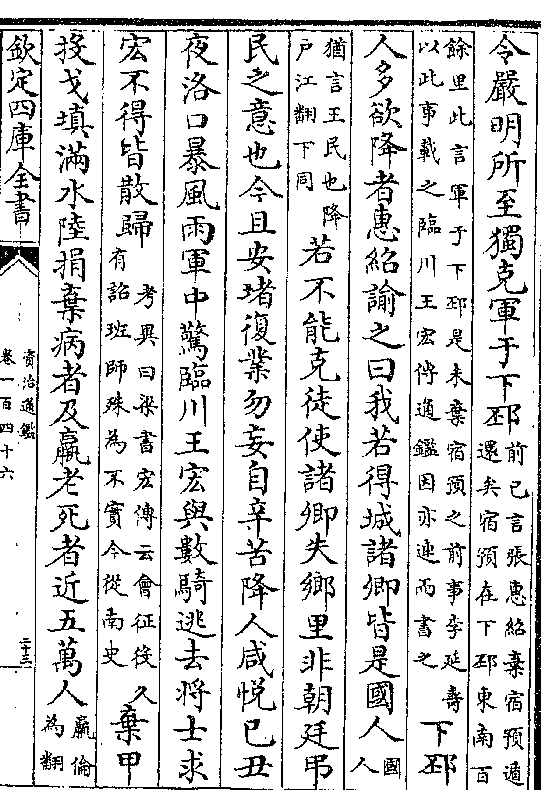 令嚴明所至獨克軍于下邳前已言張惠紹棄宿預遁還矣宿預在下邳東南百
餘里此言軍于下邳是未棄宿預之前事李延壽以此事載之臨川王宏傳通鑑因亦連而書之下邳
人多欲降者惠紹諭之曰我若得城諸卿皆是國人國人
猶言王民也降户江翻下同若不能克徒使諸卿失鄉里非朝廷弔
民之意也今且安堵復業勿妄自辛苦降人咸悅己丑
夜洛口暴風雨軍中驚臨川王宏與數騎逃去將士求
宏不得皆散歸考異曰梁書宏傳云會征役久有詔班師殊為不實今從南史棄甲
投戈填滿水陸捐棄病者及羸老死者近五萬人羸倫為翻
欽定四庫全書
資治通鑑
卷一百四十六
二十三